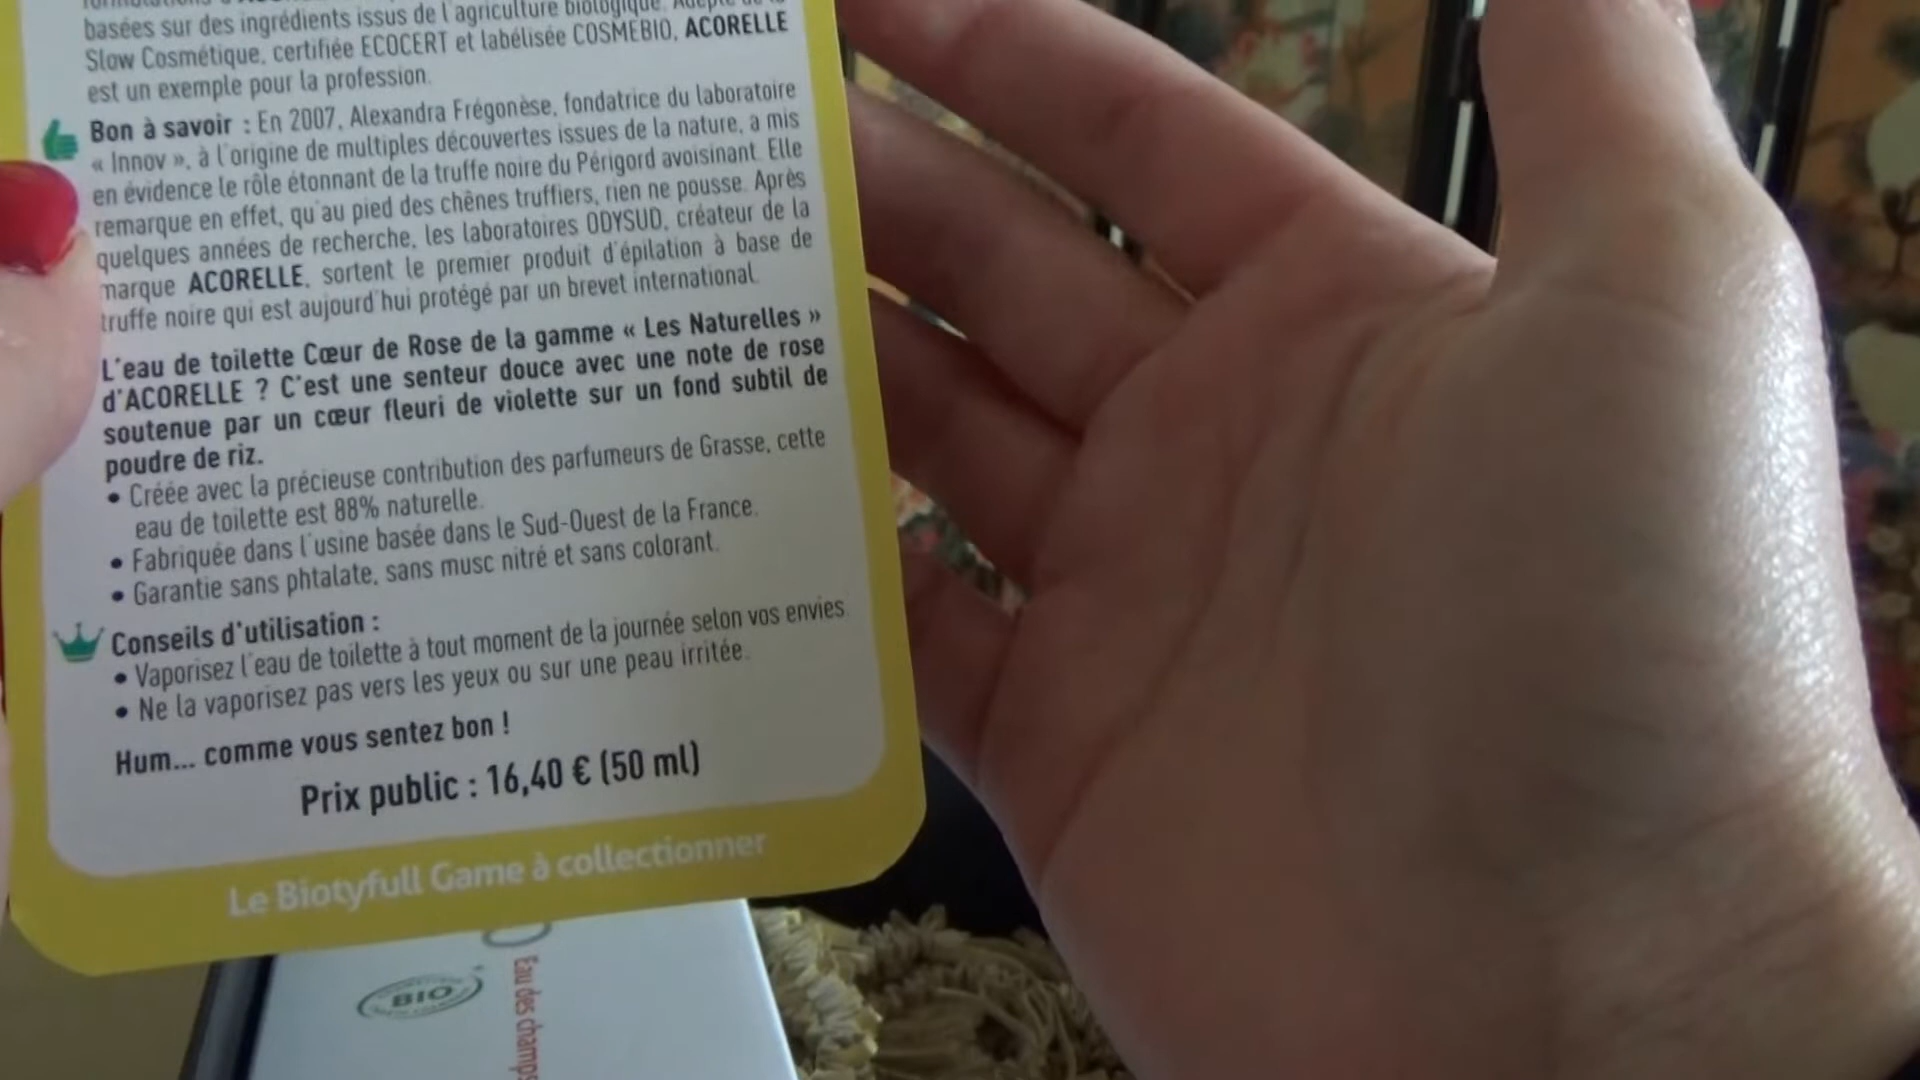 basées sur des ingrédients issus de l'agriculture biologique. Adepte de la
Slow Cosmétique, certifiée ECOCERT et labélisée COSMEBIO, ACORELLE
est un exemple pour la profession.
Bon à savoir : En 2007, Alexandra Frégonèse, fondatrice du laboratoire
« Innov », à l'origine de multiples découvertes issues de la nature, a mis
en évidence le rôle étonnant de la truffe noire du Périgord avoisinant. Elle
remarque en effet, qu'au pied des chênes truffiers, rien ne pousse. Après
quelques années de recherche, les laboratoires ODYSUD, créateur de la
marque ACORELLE, sortent le premier produit d'épilation à base de
truffe noire qui est aujourd'hui protégé par un brevet international.
L'eau de toilette Cœur de Rose de la gamme « Les Naturelles »
d'ACORELLE ? C'est une senteur douce avec une note de rose
soutenue par un cœur fleuri de violette sur un fond subtil de
poudre de riz.
• Créée avec la précieuse contribution des parfumeurs de Grasse, cette
eau de toilette est 88% naturelle.
• Fabriquée dans l'usine basée dans le Sud-Ouest de la France.
• Garantie sans phtalate, sans musc nitré et sans colorant.
Conseils d'utilisation :
• Vaporisez l'eau de toilette à tout moment de la journée selon vos envies.
• Ne la vaporisez pas vers les yeux ou sur une peau irritée.
Hum... comme vous sentez bon !
Prix public : 16,40 € (50 ml)
Le Biotyfull Game à collectionner
BIO
Eau des champs